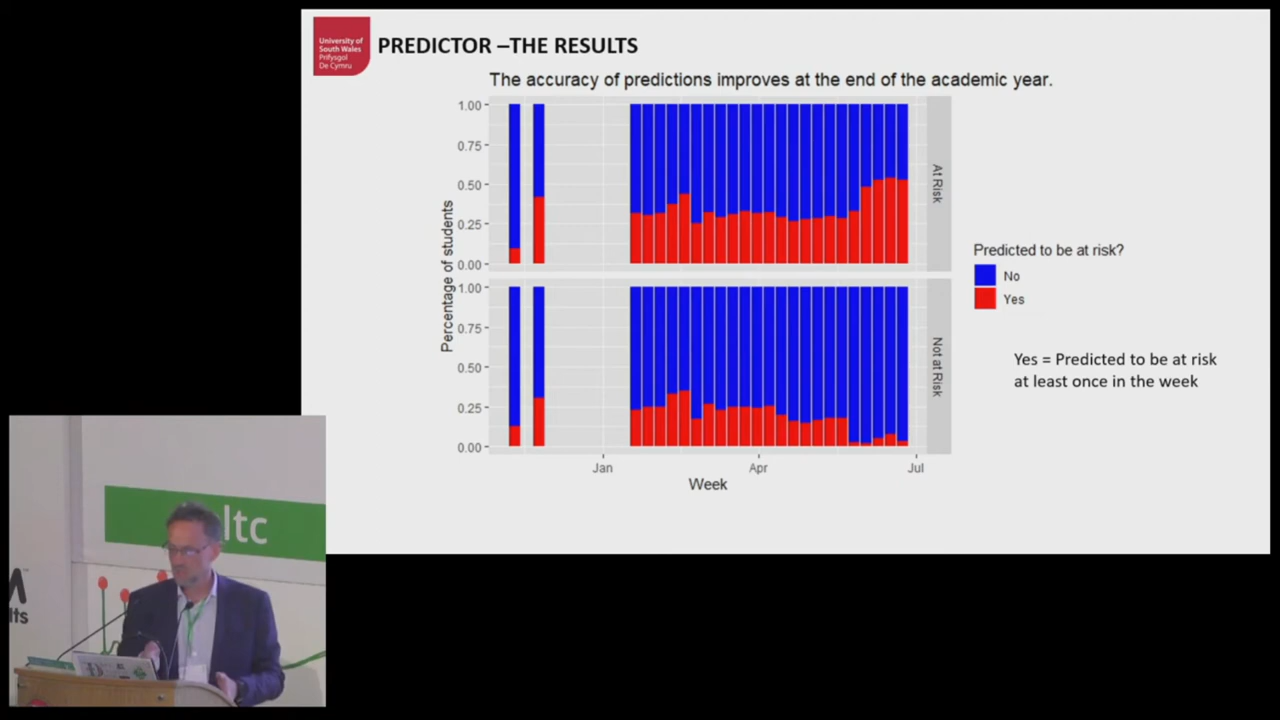 University of
South Wales
Prifysgol
De Cymru
PREDICTOR –THE RESULTS
The accuracy of predictions improves at the end of the academic year.
Percentage of students
1.00
0.75
0.50
0.25
0.00
At Risk
1.00
0.75
0.50
0.25
0.00
Not at Risk
Jan
Apr
Jul
Week
Predicted to be at risk?
No
Yes
Yes = Predicted to be at risk
at least once in the week
ltc
lts